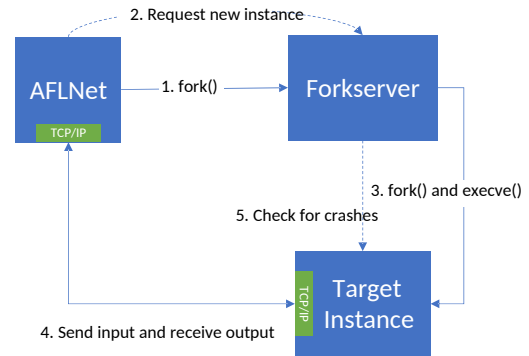 2. Request new instance
AFLNet
TCP/IP
1. fork()
Forkserver
3. fork() and execve()
5. Check for crashes
TCP/IP
Target
Instance
4. Send input and receive output